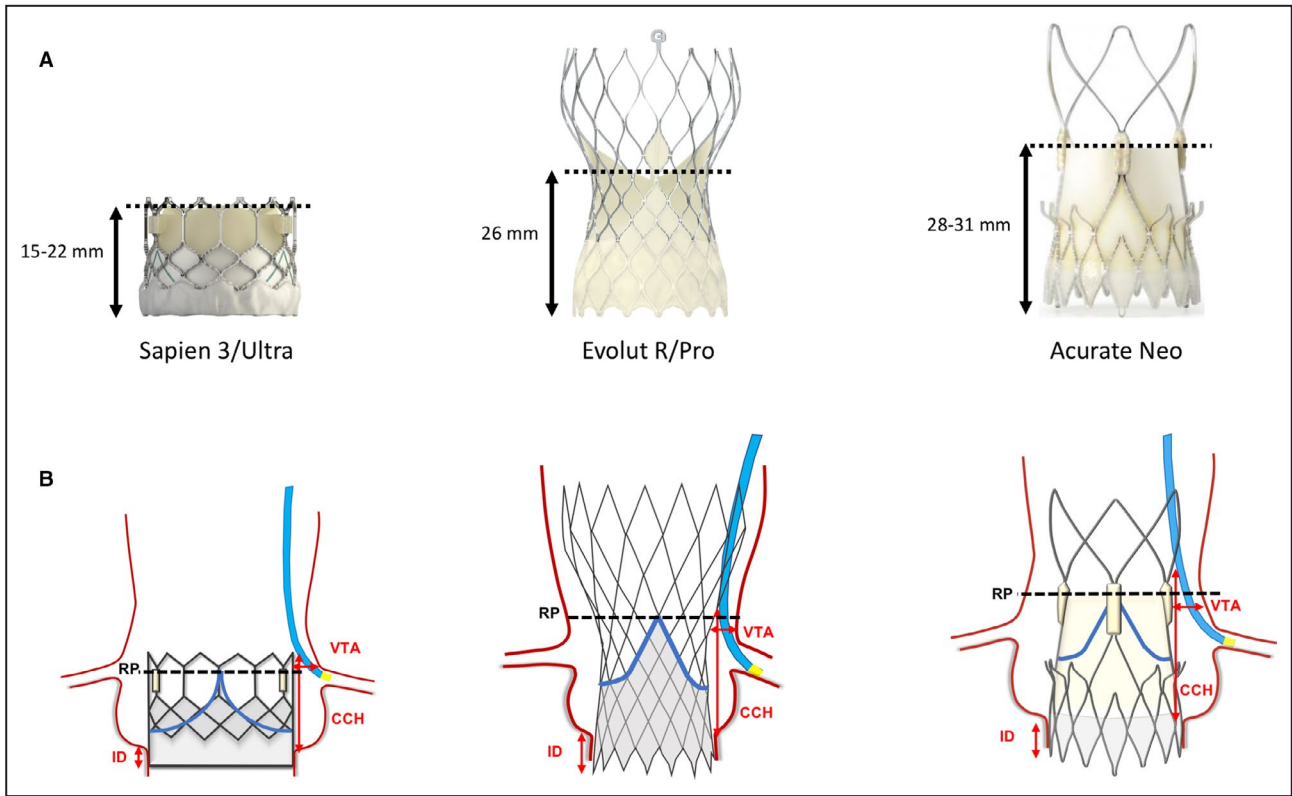 A
15-22 mm
26 mm
28-31 mm
Sapien 3/Ultra
Evolut R/Pro
Acurate Neo
B
RP
VTA
CCH
ID
RP
VTA
CCH
ID
RP
VTA
CCH
ID